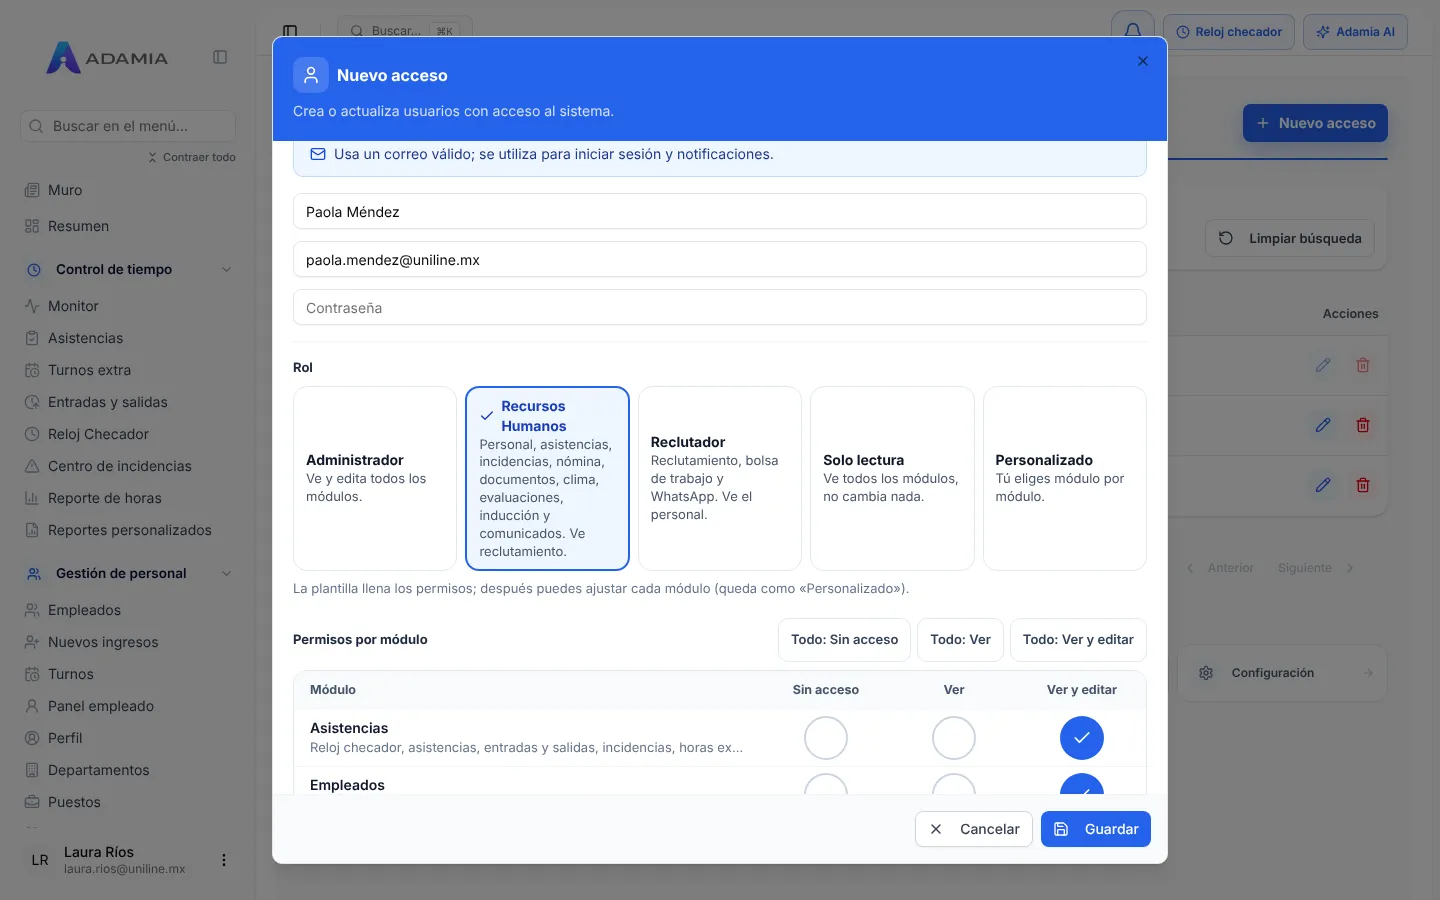 ADAMIA
Buscar en el menú...
Contraer todo
Muro
Resumen
Control de tiempo
Monitor
Asistencias
Turnos extra
Entradas y salidas
Reloj Checador
Centro de incidencias
Reporte de horas
Reportes personalizados
Gestión de personal
Empleados
Nuevos ingresos
Turnos
Panel empleado
Perfil
Departamentos
Puestos
LR
Laura Ríos
laura.rios@uniline.mx
Buscar... ⌘K
Reloj checador
Adamia AI
Nuevo acceso
Limpiar búsqueda
Acciones
Anterior Siguiente
Configuración
Nuevo acceso
Crea o actualiza usuarios con acceso al sistema.
Usa un correo válido; se utiliza para iniciar sesión y notificaciones.
Paola Méndez
paola.mendez@uniline.mx
Contraseña
Rol
Administrador
Ve y edita todos los
módulos.
Recursos
Humanos
Personal, asistencias,
incidencias, nómina,
documentos, clima,
evaluaciones,
inducción y
comunicados. Ve
reclutamiento.
Reclutador
Reclutamiento, bolsa
de trabajo y
WhatsApp. Ve el
personal.
Solo lectura
Ve todos los módulos,
no cambia nada.
Personalizado
Tú eliges módulo por
módulo.
La plantilla llena los permisos; después puedes ajustar cada módulo (queda como «Personalizado»).
Permisos por módulo
Todo: Sin acceso
Todo: Ver
Todo: Ver y editar
Módulo Sin acceso Ver Ver y editar
Asistencias
Reloj checador, asistencias, entradas y salidas, incidencias, horas ex...
Empleados
Cancelar
Guardar